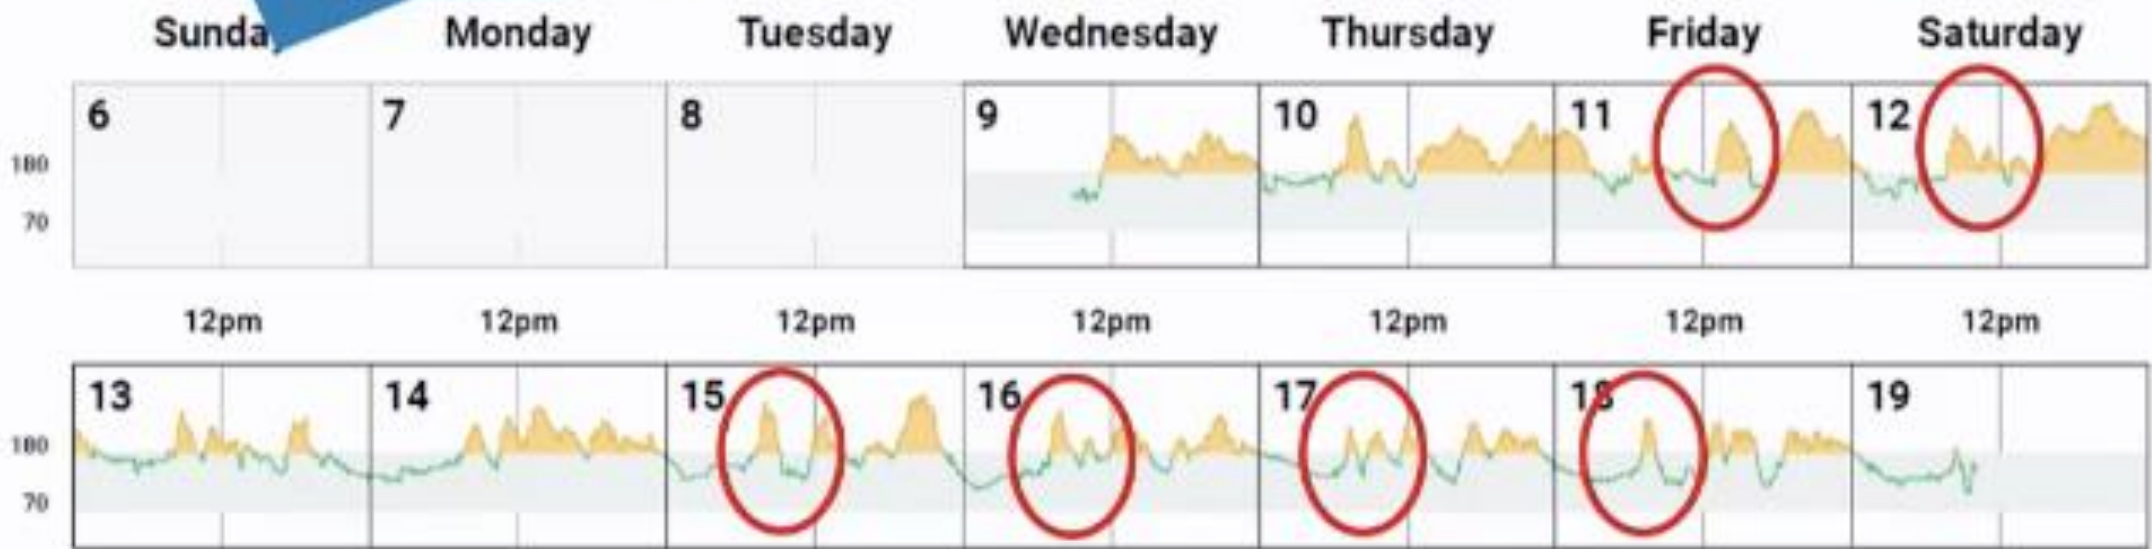 Sunda Monday Tuesday Wednesday Thursday Friday Saturday
6 7 8 9 10 11 12
180
70
12pm 12pm 12pm 12pm 12pm 12pm 12pm
13 14 15 16 17 18 19
180
70